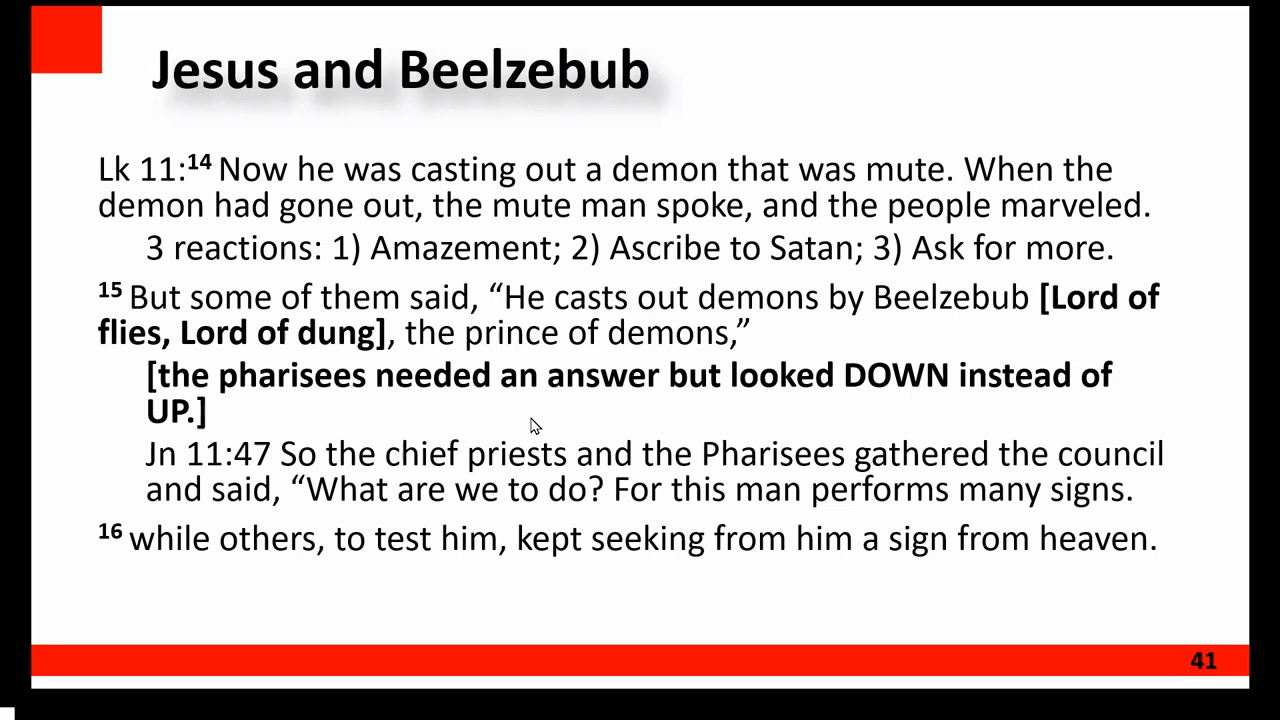 Jesus and Beelzebub
Lk 11:14 Now he was casting out a demon that was mute. When the
demon had gone out, the mute man spoke, and the people marveled.
3 reactions: 1) Amazement; 2) Ascribe to Satan; 3) Ask for more.
15 But some of them said, “He casts out demons by Beelzebub [Lord of
flies, Lord of dung], the prince of demons,”
[the pharisees needed an answer but looked DOWN instead of
UP.]
Jn 11:47 So the chief priests and the Pharisees gathered the council
and said, “What are we to do? For this man performs many signs.
16 while others, to test him, kept seeking from him a sign from heaven.
41